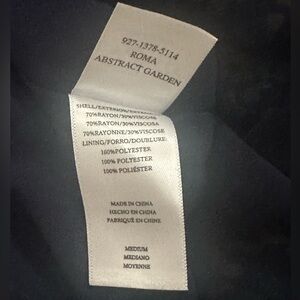 927-1378-5114
ROMA
ABSTRACT GARDEN
SHELL/EXTERIOR/
70%RAYON/30%VISCOSE
70%RAYON/30%VISCOSA
70%RAYONNE/30%VISCOSE
LINING/FORRO/DOUBLURE:
100%POLYESTER
100% POLYESTER
100% POLIÉSTER
MADE IN CHINA
HECHO EN CHINA
FABRIQUÉ EN CHINE
MEDIUM
MEDIANO
MOYENNE